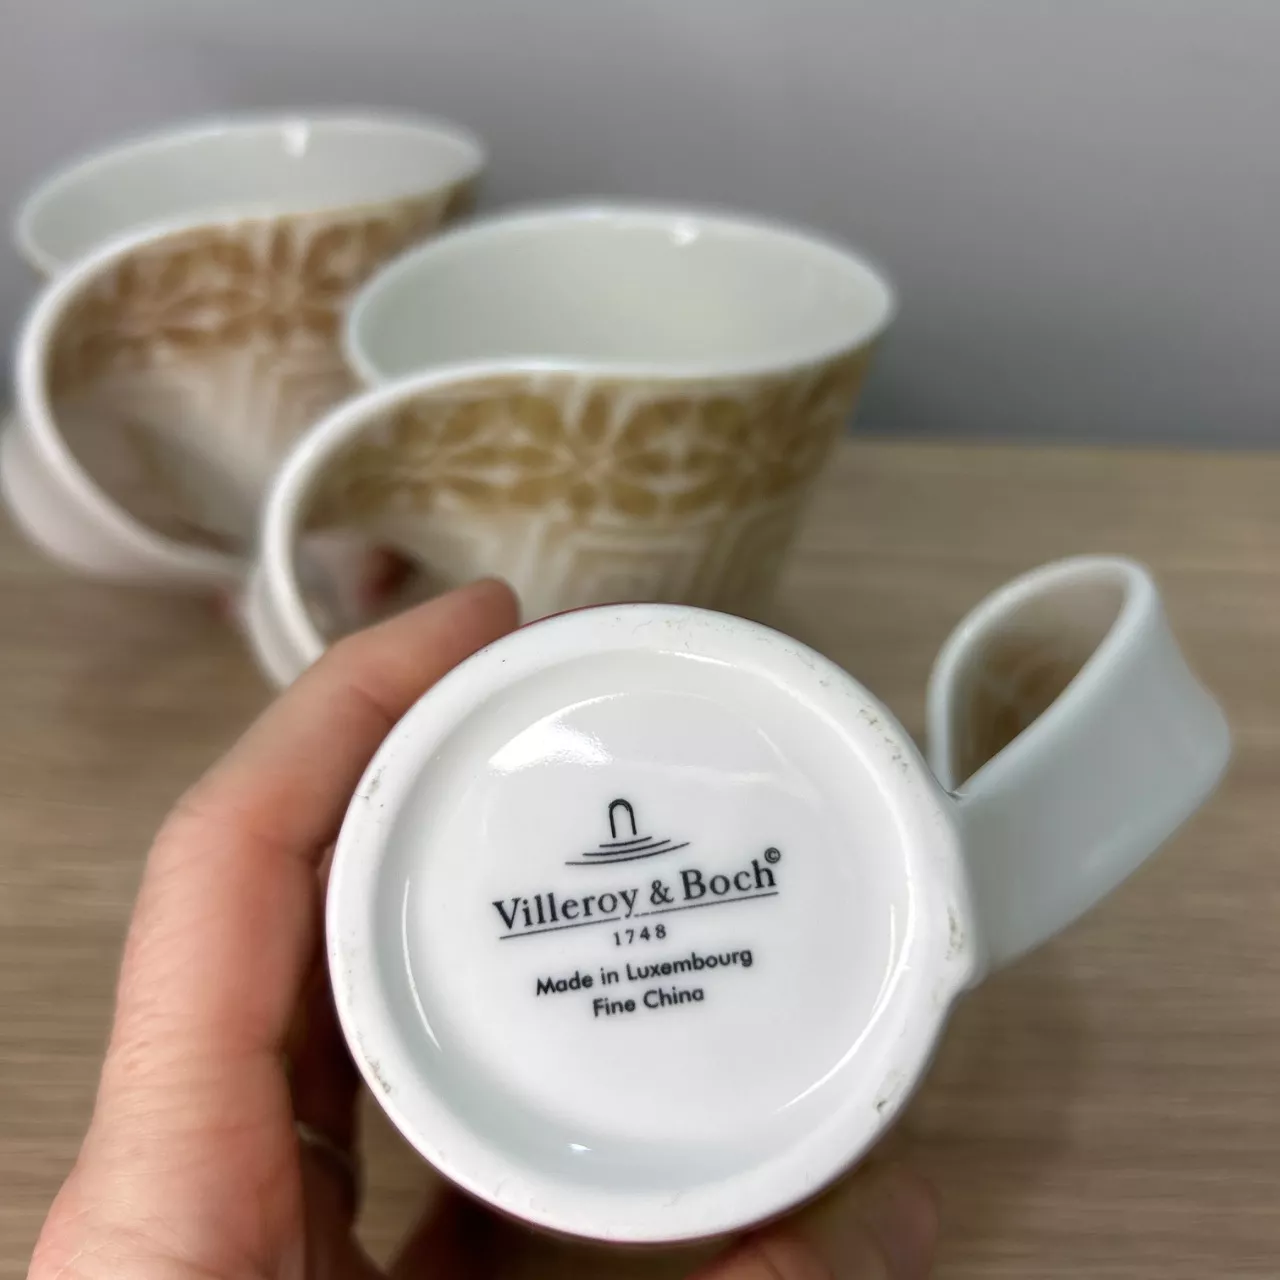 Villeroy & Boch©
1748
Made in Luxembourg
Fine China